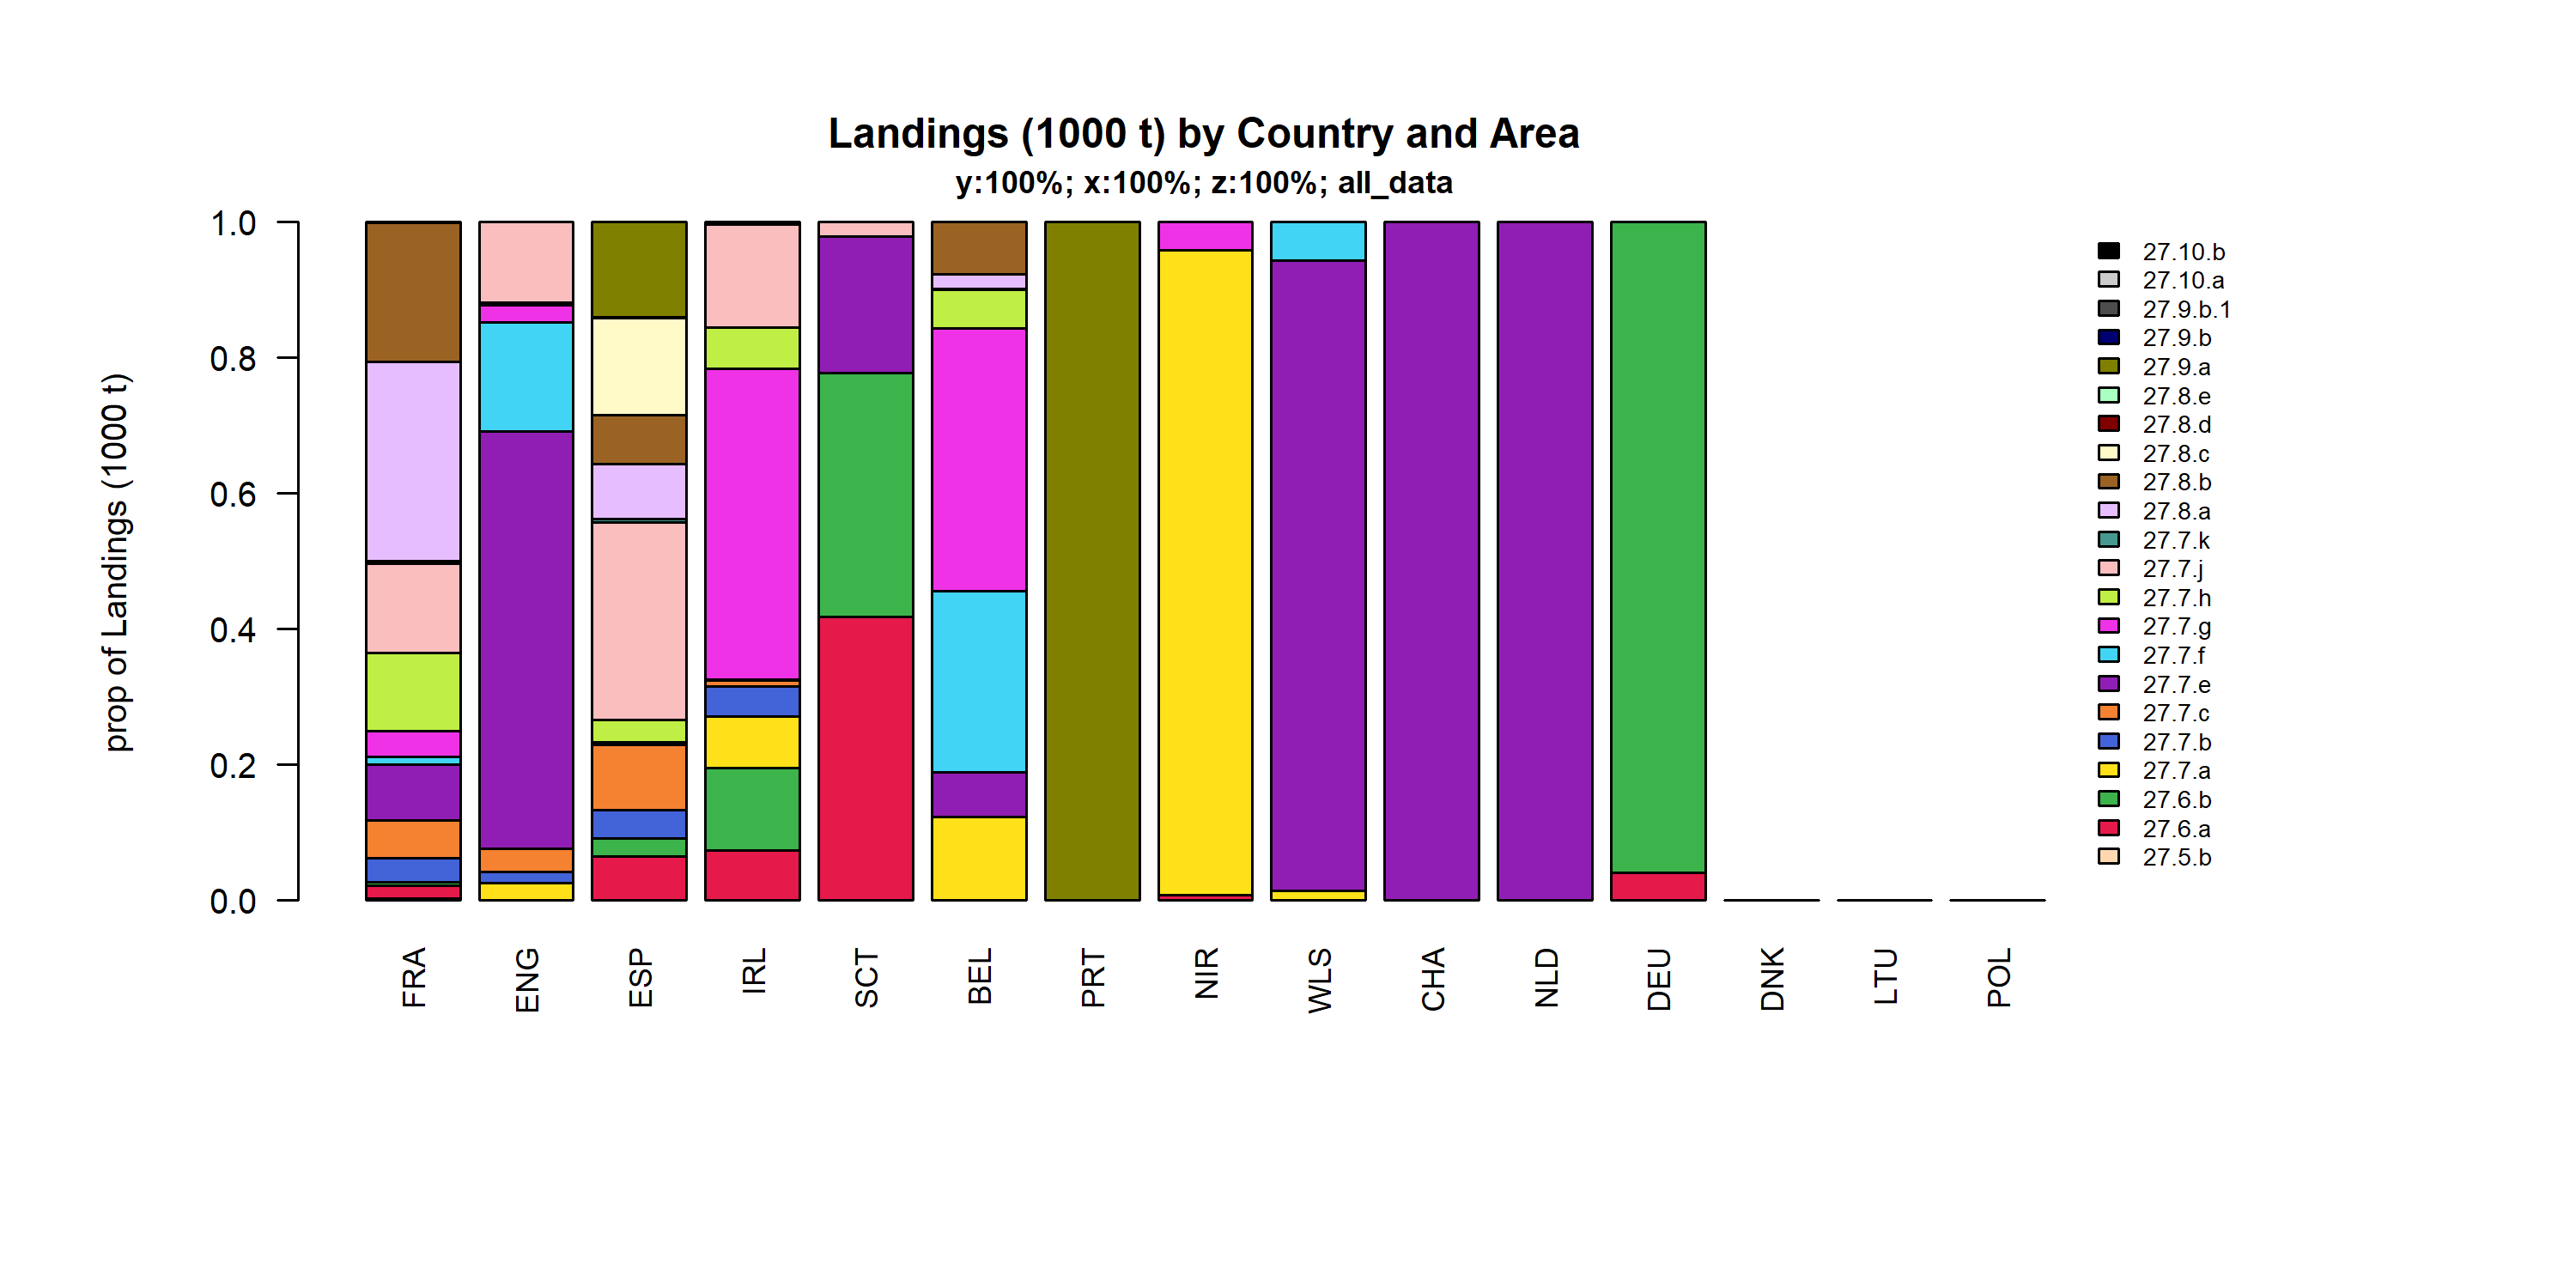 Landings (1000 t) by Country and Area
y:100%; x:100%; z:100%; all_data
prop of Landings (1000 t)
1.0
0.8
0.6
0.4
0.2
0.0
FRA
ENG
ESP
IRL
SCT
BEL
PRT
NIR
WLS
CHA
NLD
DEU
DNK
LTU
POL
27.10.b
27.10.a
27.9.b.1
27.9.b
27.9.a
27.8.e
27.8.d
27.8.c
27.8.b
27.8.a
27.7.k
27.7.j
27.7.h
27.7.g
27.7.f
27.7.e
27.7.c
27.7.b
27.7.a
27.6.b
27.6.a
27.5.b